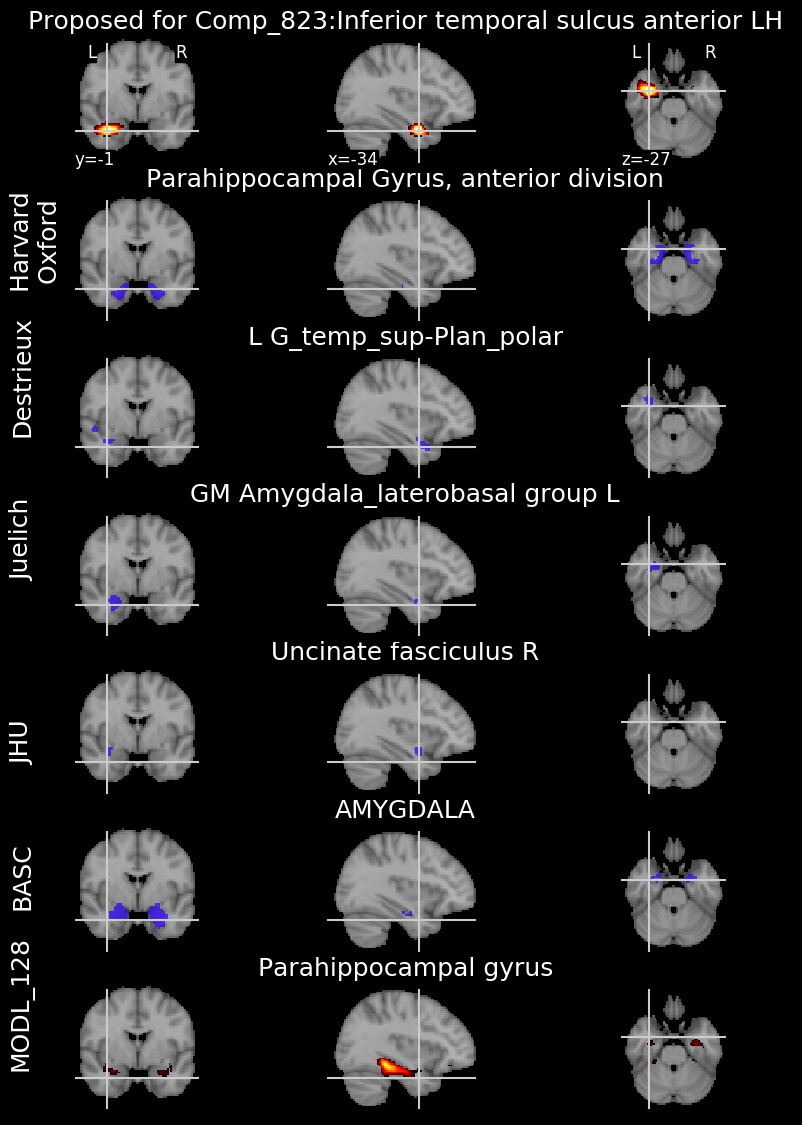 Proposed for Comp_823:Inferior temporal sulcus anterior LH
L R L R
y=-1 x=-34 z=-27
Parahippocampal Gyrus, anterior division
Harvard
Oxford
L G_temp_sup-Plan_polar
Destrieux
GM Amygdala_laterobasal group L
Juelich
Uncinate fasciculus R
JHU
AMYGDALA
BASC
Parahippocampal gyrus
MODL_128